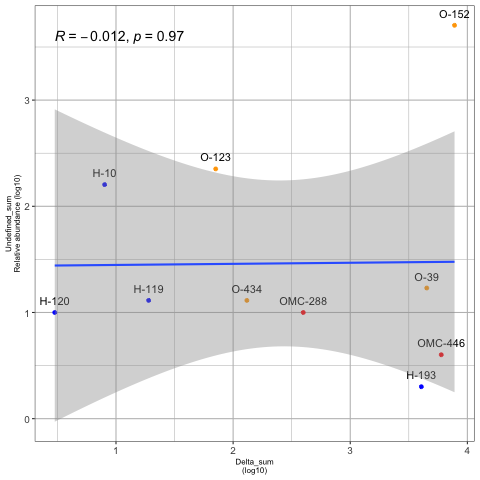 O-152
R = −0.012, p = 0.97
3
O-123
H-10
2
Undefined_sum
Relative abundance (log10)
O-39
H-119
O-434
H-120
OMC-288
1
OMC-446
H-193
0
1
2
3
4
Delta_sum
(log10)